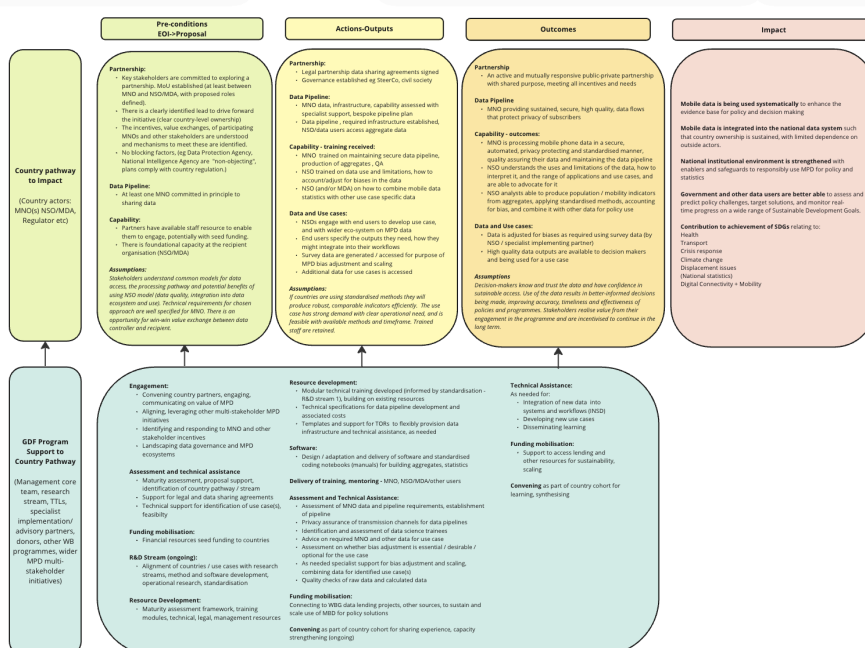 Pre-conditions
EOI->Proposal
Actions-Outputs
Outcomes
Impact
Country pathway
to Impact
(Country actors:
MNO(s) NSO/MDA,
Regulator etc)
Partnership:
• Key stakeholders are committed to exploring a
partnership. MoU established (at least between
MNO and NSO/MDA, with proposed roles
defined).
• There is a clearly identified lead to drive forward
the initiative (clear country-level ownership)
• The incentives, value exchanges, of participating
MNOs and other stakeholders are understood
and mechanisms to meet these are identified.
• No blocking factors, (eg Data Protection Agency,
National Intelligence Agency are "non-objecting",
plans comply with country regulation.)
Data Pipeline:
• At least one MNO committed in principle to
sharing data
Capability:
• Partners have available staff resource to enable
them to engage, potentially with seed funding.
• There is foundational capacity at the recipient
organisation (NSO/MDA)
Assumptions:
Stakeholders understand common models for data
access, the processing pathway and potential benefits of
using NSO model (data quality, integration into data
ecosystem and use). Technical requirements for chosen
approach are well specified for MNO. There is an
opportunity for win-win value exchange between data
controller and recipient.
Partnership:
• Legal partnership data sharing agreements signed
• Governance established eg SteerCo, civil society
Data Pipeline:
• MNO data, infrastructure, capability assessed with
specialist support, bespoke pipeline plan
• Data pipeline , required infrastructure established,
NSO/data users access aggregate data
Capability - training received:
• MNO trained on maintaining secure data pipeline,
production of aggregates , QA
• NSO trained on data use and limitations, how to
account/adjust for biases in the data
• NSO (and/or MDA) on how to combine mobile data
statistics with other use case specific data
Data and Use cases:
• NSOs engage with end users to develop use case,
and with wider eco-system on MPD data
• End users specify the outputs they need, how they
might integrate into their workflows
• Survey data are generated / accessed for purpose of
MPD bias adjustment and scaling
• Additional data for use cases is accessed
Assumptions:
If countries are using standardised methods they will
produce robust, comparable indicators efficiently. The use
case has strong demand with clear operational need, and is
feasible with available methods and timeframe. Trained
staff are retained.
Partnership
• An active and mutually responsive public-private partnership
with shared purpose, meeting all incentives and needs
Data Pipeline
• MNO providing sustained, secure, high quality, data flows
that protect privacy of subscribers
Capability - outcomes:
• MNO is processing mobile phone data in a secure,
automated, privacy protecting and standardised manner,
quality assuring their data and maintaining the data pipeline
• NSO understands the uses and limitations of the data, how to
interpret it, and the range of applications and use cases, and
are able to advocate for it
• NSO analysts able to produce population / mobility indicators
from aggregates, applying standardised methods, accounting
for bias, and combine it with other data for policy use
Data and Use cases:
• Data is adjusted for biases as required using survey data (by
NSO / specialist implementing partner)
• High quality data outputs are available to decision makers
and being used for a use case
Assumptions
Decision-makers know and trust the data and have confidence in
sustainable access. Use of the data results in better-informed decisions
being made, improving accuracy, timeliness and effectiveness of
policies and programmes. Stakeholders realise value from their
engagement in the programme and are incentivised to continue in the
long term.
Mobile data is being used systematically to enhance the
evidence base for policy and decision making
Mobile data is integrated into the national data system such
that country ownership is sustained, with limited dependence on
outside actors.
National institutional environment is strengthened with
enablers and safeguards to responsibly use MPD for policy and
statistics
Government and other data users are better able to assess and
predict policy challenges, target solutions, and monitor real-
time progress on a wide range of Sustainable Development Goals.
Contribution to achievement of SDGs relating to:
Health
Transport
Crisis response
Climate change
Displacement issues
(National statistics)
Digital Connectivity + Mobility
GDF Program
Support to
Country Pathway
(Management core
team, research
stream, TTLs,
specialist
implementation/
advisory partners,
donors, other WB
programmes, wider
MPD multi-
stakeholder
initiatives)
Engagement:
• Convening country partners, engaging,
communicating on value of MPD
• Aligning, leveraging other multi-stakeholder MPD
initiatives
• Identifying and responding to MNO and other
stakeholder incentives
• Landscaping data governance and MPD
ecosystems
Assessment and technical assistance
• Maturity assessment, proposal support,
identification of country pathway / stream
• Support for legal and data sharing agreements
• Technical support for identification of use case(s),
feasibilty
Funding mobilisation:
• Financial resources seed funding to countries
R&D Stream (ongoing):
• Alignment of countries / use cases with research
streams, method and software development,
operational research, standardisation
Resource Development:
• Maturity assessment framework, training
modules, technical, legal, management resources
Resource development:
• Modular technical training developed (informed by standardisation -
R&D stream 1), building on existing resources
• Technical specifications for data pipeline development and
associated costs
• Templates and support for TORs to flexibly provision data
infrastructure and technical assistance, as needed
Software:
• Design / adaptation and delivery of software and standardised
coding notebooks (manuals) for building aggregates, statistics
Delivery of training, mentoring - MNO, NSO/MDA/other users
Assessment and Technical Assistance:
• Assessment of MNO data and pipeline requirements, establishment
of pipeline
• Privacy assurance of transmission channels for data pipelines
• Identification and assessment of data science trainees
• Advice on required MNO and other data for use case
• Assessment on whether bias adjustment is essential / desirable /
optional for the use case
• As needed specialist support for bias adjustment and scaling,
combining data for identified use case(s)
• Quality checks of raw data and calculated data
Funding mobilisation:
Connecting to WBG data lending projects, other sources, to sustain and
scale use of MBD for policy solutions
Convening as part of country cohort for sharing experience, capacity
strengthening (ongoing)
Technical Assistance:
As needed for:
• Integration of new data into
systems and workflows (INSD)
• Developing new use cases
• Disseminating learning
Funding mobilisation:
• Support to access lending and
other resources for sustainability,
scaling
Convening as part of country cohort for
learning, synthesising